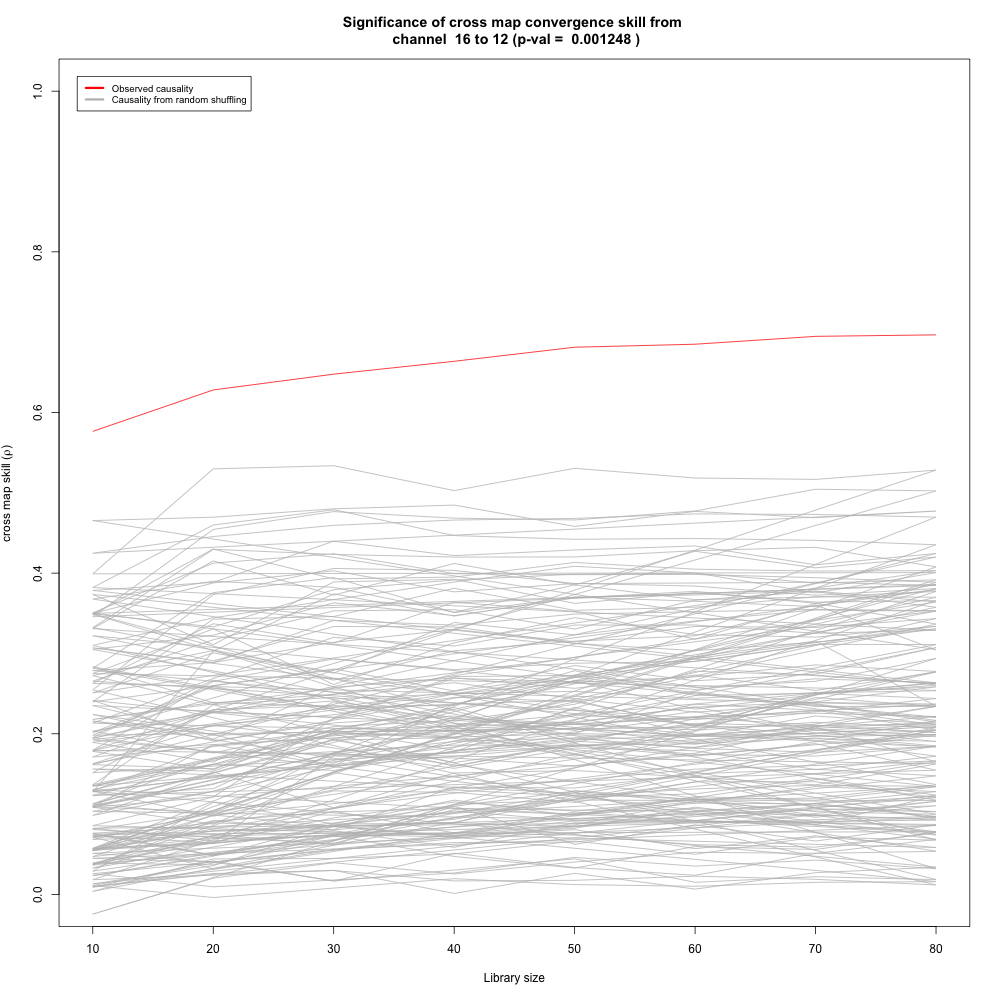 Significance of cross map convergence skill from
channel 16 to 12 (p-val = 0.001248 )
Observed causality
Causality from random shuffling
cross map skill (ρ)
1.0
0.8
0.6
0.4
0.2
0.0
10 20 30 40 50 60 70 80
Library size